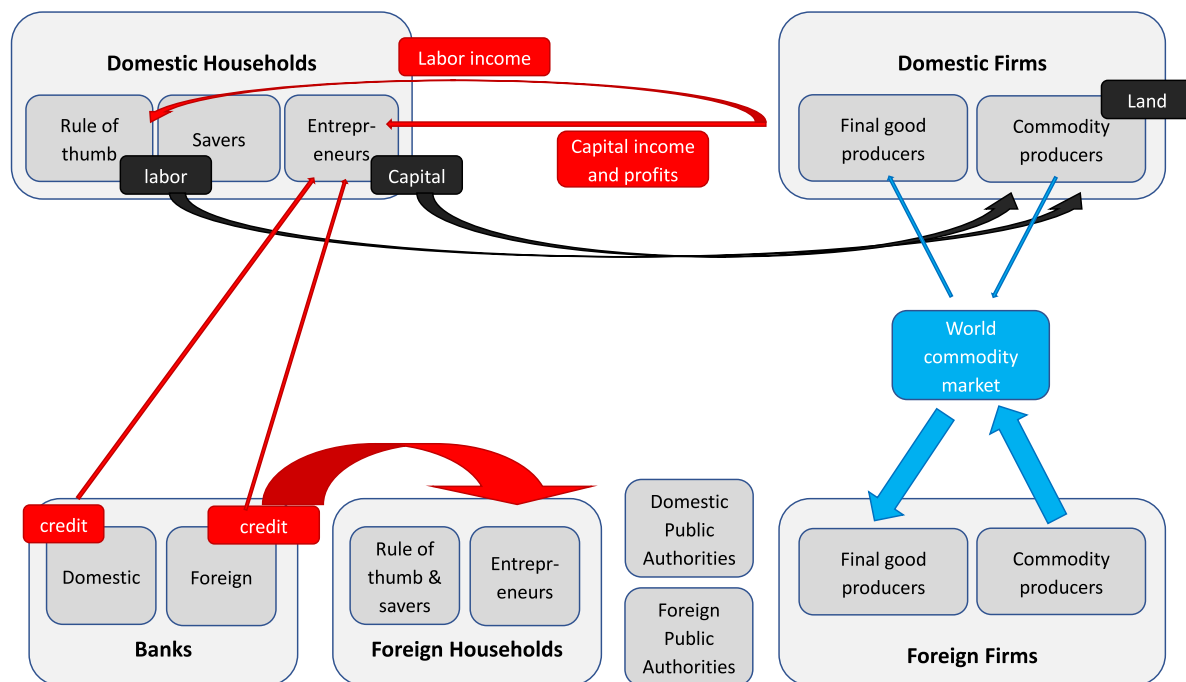 Domestic Households
Rule of
thumb
Savers
Entrepr-
eneurs
labor
Capital
Labor income
Capital income
and profits
Domestic Firms
Land
Final good
producers
Commodity
producers
World
commodity
market
credit
credit
Domestic
Foreign
Banks
Rule of
thumb &
savers
Entrepr-
eneurs
Foreign Households
Domestic
Public
Authorities
Foreign
Public
Authorities
Final good
producers
Commodity
producers
Foreign Firms